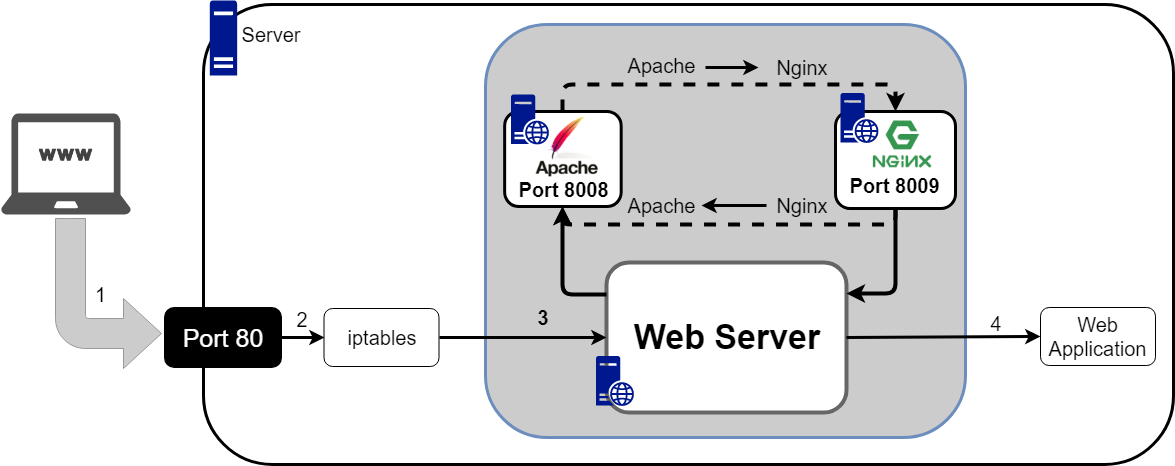 Server
Apache
Nginx
www
Apache
Port 8008
NGINX
Port 8009
Apache
Nginx
1
Port 80
2
iptables
3
Web Server
4
Web
Application